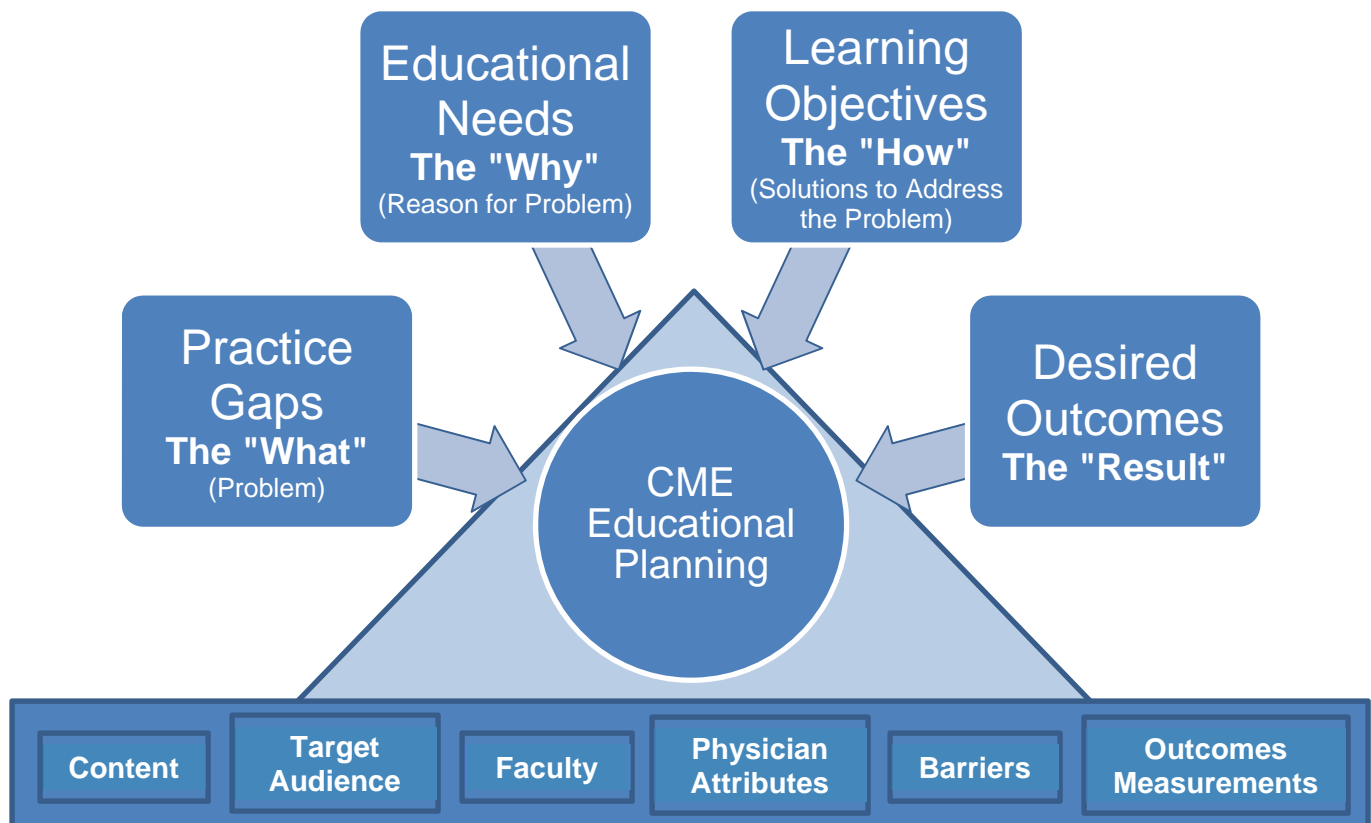 Educational
Needs
The "Why"
(Reason for Problem)
Learning
Objectives
The "How"
(Solutions to Address
the Problem)
Practice
Gaps
The "What"
(Problem)
Desired
Outcomes
The "Result"
CME
Educational
Planning
Content
Target
Audience
Faculty
Physician
Attributes
Barriers
Outcomes
Measurements